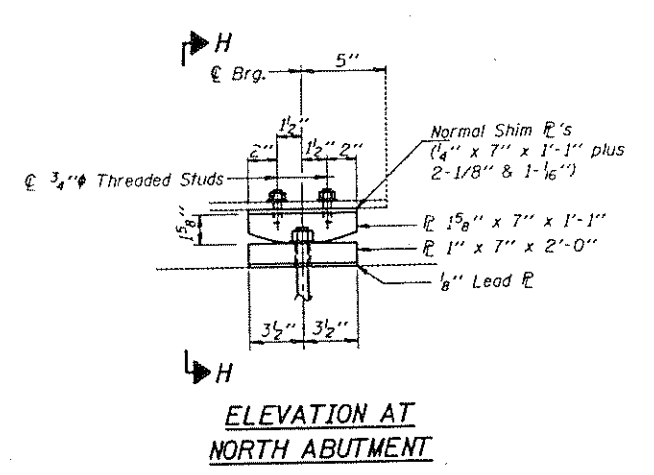 H
℄ Brg.
5"
1½"
2"
1½"
2"
Normal Shim ℙ's
(¼" x 7" x 1'-1" plus
2-1/8" & 1-1/16")
℄ ¾"ϕ Threaded Studs
1⅝"
ℙ 1⅝" x 7" x 1'-1"
ℙ 1" x 7" x 2'-0"
⅛" Lead ℙ
3½"
3½"
H
ELEVATION AT
NORTH ABUTMENT